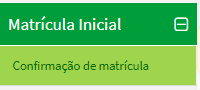 Matrícula Inicial
Confirmação de matrícula